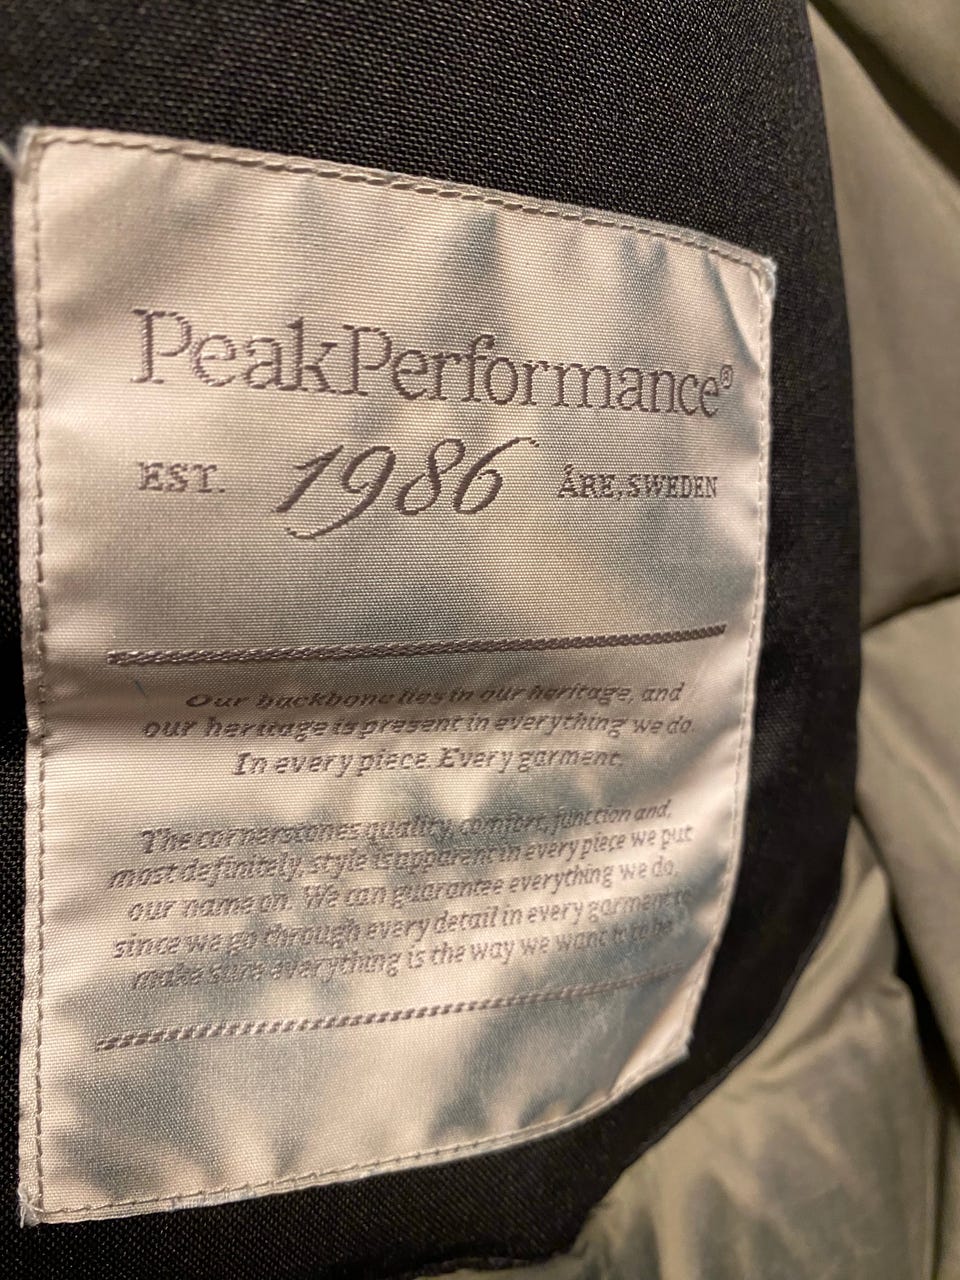 PeakPerformance®
EST. 1986 ÅRE, SWEDEN
Our backbone lies in our heritage, and
our heritage is present in everything we do.
In every piece. Every garment.
The cornerstones quality, comfort, function and,
most definitely, style is apparent in every piece we put
our name on. We can guarantee everything we do,
since we go through every detail in every garment to
make sure everything is the way we want it to be.